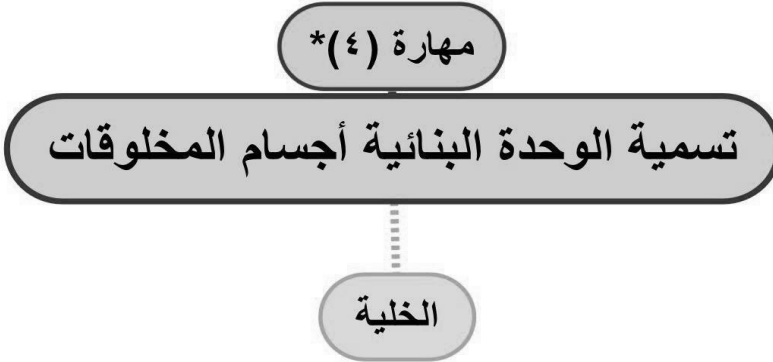 مهارة (٤)*
تسمية الوحدة البنائية أجسام المخلوقات
الخلية